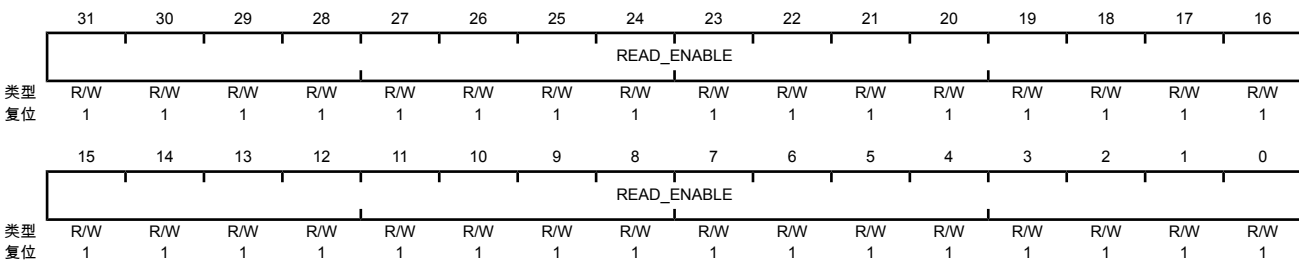 31 30 29 28 27 26 25 24 23 22 21 20 19 18 17 16
READ_ENABLE
类型 R/W R/W R/W R/W R/W R/W R/W R/W R/W R/W R/W R/W R/W R/W R/W R/W
复位 1 1 1 1 1 1 1 1 1 1 1 1 1 1 1 1
15 14 13 12 11 10 9 8 7 6 5 4 3 2 1 0
READ_ENABLE
类型 R/W R/W R/W R/W R/W R/W R/W R/W R/W R/W R/W R/W R/W R/W R/W R/W
复位 1 1 1 1 1 1 1 1 1 1 1 1 1 1 1 1